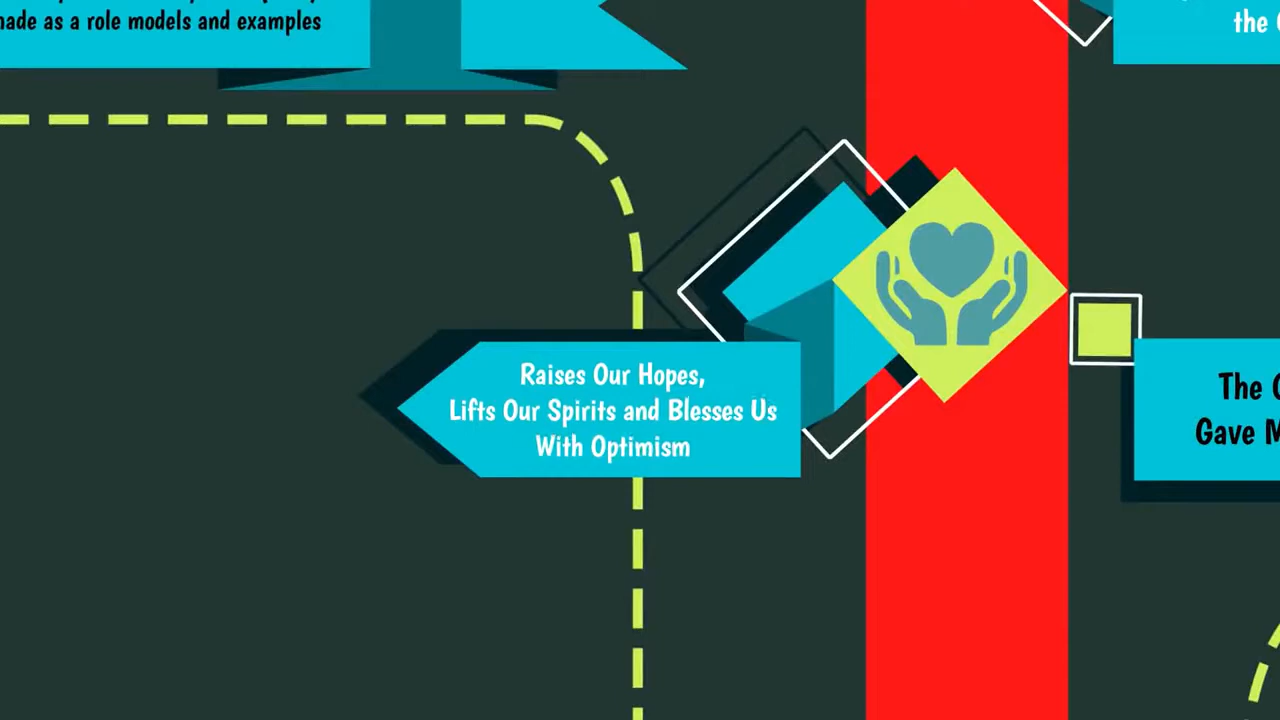 made as a role models and examples
the
Raises Our Hopes,
Lifts Our Spirits and Blesses Us
With Optimism
The
Gave